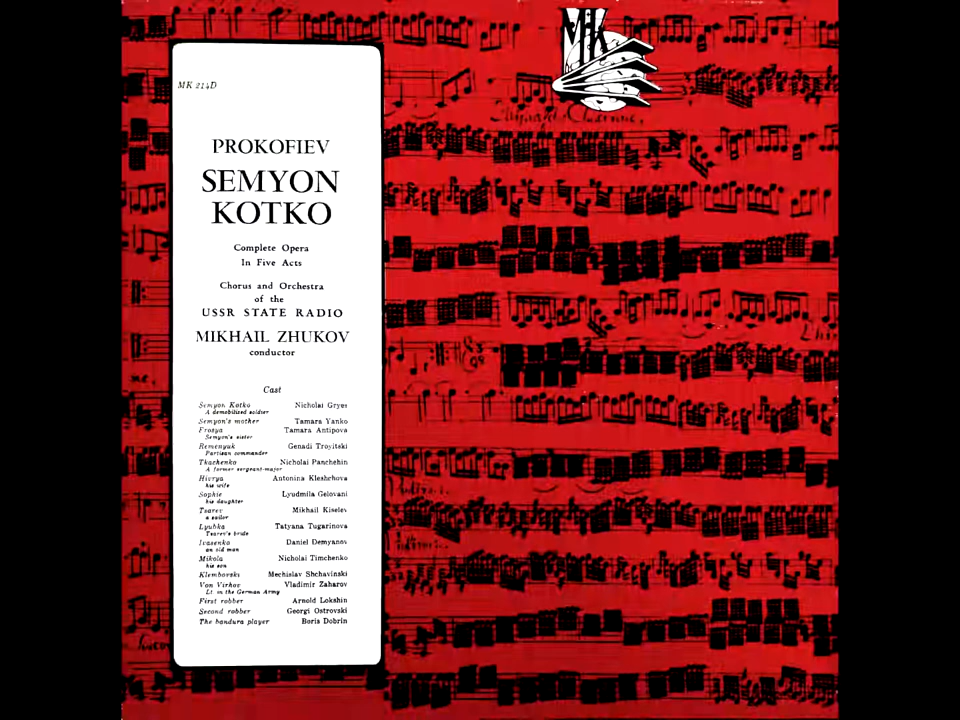 MK 214D
MK
PROKOFIEV
SEMYON
KOTKO
Complete Opera
In Five Acts
Chorus and Orchestra
of the
USSR STATE RADIO
MIKHAIL ZHUKOV
conductor
Cast
Semyon Kotko Nicholai Gryes
A demobilized soldier
Semyon's mother Tamara Yanko
Frosya Tamara Antipova
Semyon's sister
Remenyuk Genadi Troyitski
Partisan commander
Tkachenko Nicholai Panchehin
A former sergeant-major
Hivrya Antonina Kleshchova
his wife
Sophie Lyudmila Gelovani
his daughter
Tsarev Mikhail Kiselev
a sailor
Lyubka Tatyana Tugarinova
Tsarev's bride
Ivasenko Daniel Demyanov
an old man
Mikola Nicholai Timchenko
his son
Klembovski Mechislav Shchavinski
Von Virhov Vladimir Zaharov
Lt. in the German Army
First robber Arnold Lokshin
Second robber Georgi Ostrovski
The bandura player Boris Dobrin